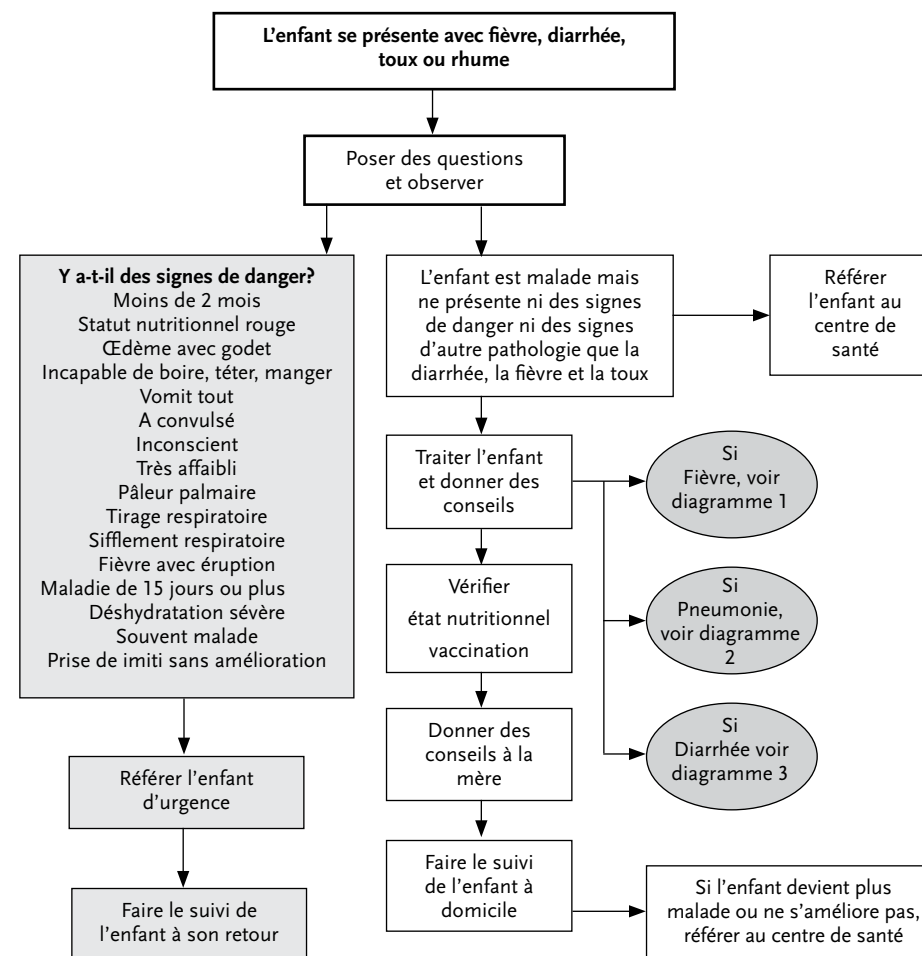 L'enfant se présente avec fièvre, diarrhée,
toux ou rhume
Poser des questions
et observer
Y a-t-il des signes de danger?
Moins de 2 mois
Statut nutritionnel rouge
Œdème avec godet
Incapable de boire, téter, manger
Vomit tout
A convulsé
Inconscient
Très affaibli
Pâleur palmaire
Tirage respiratoire
Sifflement respiratoire
Fièvre avec éruption
Maladie de 15 jours ou plus
Déshydratation sévère
Souvent malade
Prise de imiti sans amélioration
Référer l'enfant
d'urgence
Faire le suivi de
l'enfant à son retour
L'enfant est malade mais
ne présente ni des signes
de danger ni des signes
d'autre pathologie que la
diarrhée, la fièvre et la toux
Référer
l'enfant au
centre de
santé
Traiter l'enfant
et donner des
conseils
Si
Fièvre, voir
diagramme 1
Si
Pneumonie,
voir diagramme
2
Si
Diarrhée voir
diagramme 3
Vérifier
état nutritionnel
vaccination
Donner des
conseils à la
mère
Faire le suivi
de l'enfant à
domicile
Si l'enfant devient plus
malade ou ne s'améliore pas,
référer au centre de santé